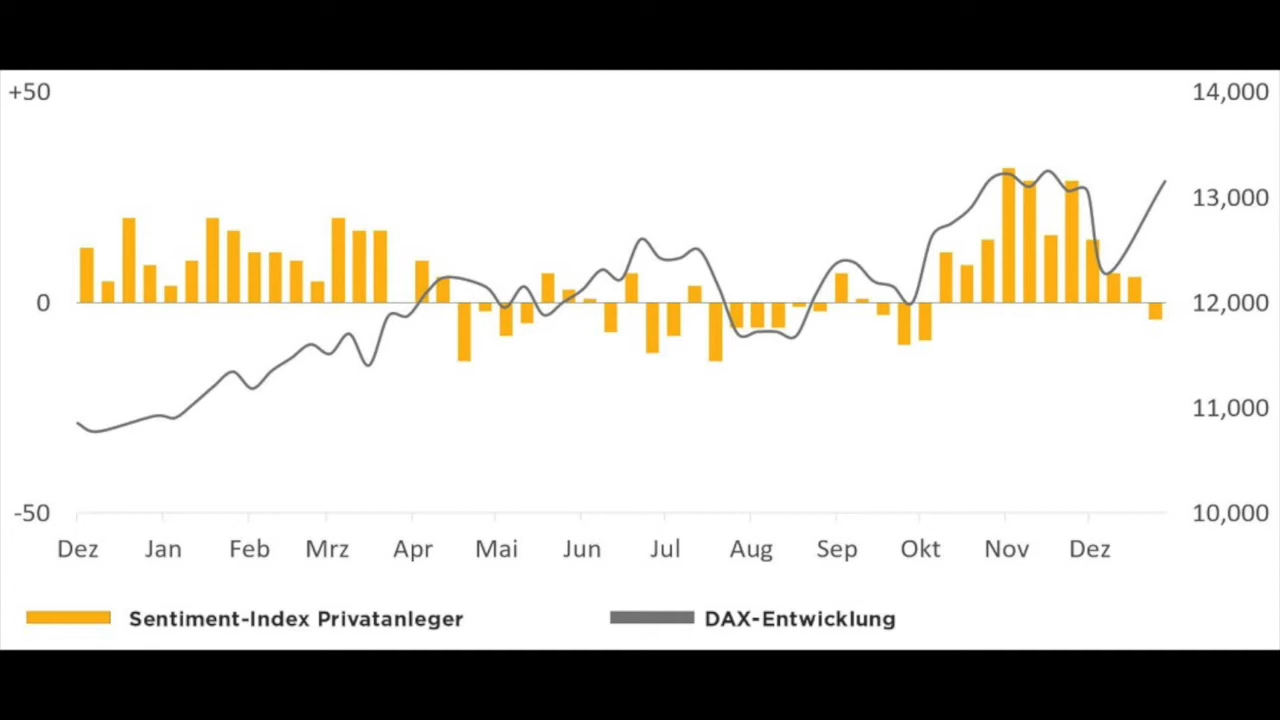 +50
14,000
13,000
0
12,000
11,000
-50
10,000
Dez Jan Feb Mrz Apr Mai Jun Jul Aug Sep Okt Nov Dez
Sentiment-Index Privatanleger
DAX-Entwicklung